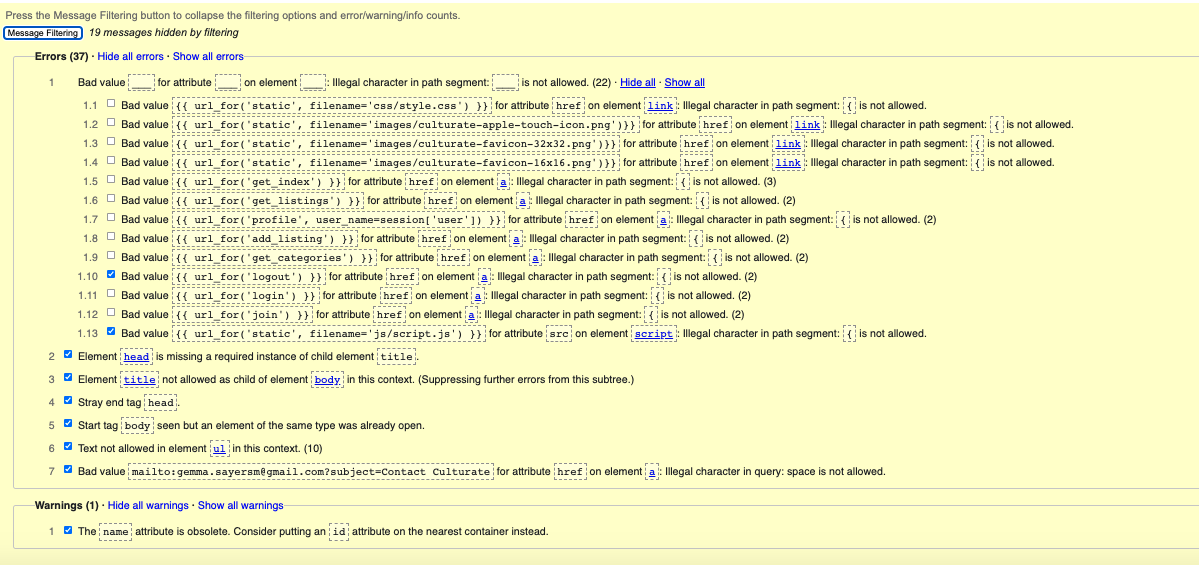 Press the Message Filtering button to collapse the filtering options and error/warning/info counts.
Message Filtering 19 messages hidden by filtering
Errors (37) · Hide all errors · Show all errors
1 Bad value ___ for attribute ___ on element ___: Illegal character in path segment: ___ is not allowed. (22) · Hide all · Show all
1.1 Bad value {{ url_for('static', filename='css/style.css') }} for attribute href on element link: Illegal character in path segment: { is not allowed.
1.2 Bad value {{ url_for('static', filename='images/culturate-apple-touch-icon.png')}} for attribute href on element link: Illegal character in path segment: { is not allowed.
1.3 Bad value {{ url_for('static', filename='images/culturate-favicon-32x32.png')}}} for attribute href on element link: Illegal character in path segment: { is not allowed.
1.4 Bad value {{ url_for('static', filename='images/culturate-favicon-16x16.png')}}} for attribute href on element link: Illegal character in path segment: { is not allowed.
1.5 Bad value {{ url_for('get_index') }} for attribute href on element a: Illegal character in path segment: { is not allowed. (3)
1.6 Bad value {{ url_for('get_listings') }} for attribute href on element a: Illegal character in path segment: { is not allowed. (2)
1.7 Bad value {{ url_for('profile', user_name=session['user']) }} for attribute href on element a: Illegal character in path segment: { is not allowed. (2)
1.8 Bad value {{ url_for('add_listing') }} for attribute href on element a: Illegal character in path segment: { is not allowed. (2)
1.9 Bad value {{ url_for('get_categories') }} for attribute href on element a: Illegal character in path segment: { is not allowed. (2)
1.10 Bad value {{ url_for('logout') }} for attribute href on element a: Illegal character in path segment: { is not allowed. (2)
1.11 Bad value {{ url_for('login') }} for attribute href on element a: Illegal character in path segment: { is not allowed. (2)
1.12 Bad value {{ url_for('join') }} for attribute href on element a: Illegal character in path segment: { is not allowed. (2)
1.13 Bad value {{ url_for('static', filename='js/script.js') }} for attribute src on element script: Illegal character in path segment: { is not allowed.
2 Element head is missing a required instance of child element title.
3 Element title not allowed as child of element body in this context. (Suppressing further errors from this subtree.)
4 Stray end tag head.
5 Start tag body seen but an element of the same type was already open.
6 Text not allowed in element ul in this context. (10)
7 Bad value mailto:gemma.sayersm@gmail.com?subject=Contact Culturate for attribute href on element a: Illegal character in query: space is not allowed.
Warnings (1) · Hide all warnings · Show all warnings
1 The name attribute is obsolete. Consider putting an id attribute on the nearest container instead.